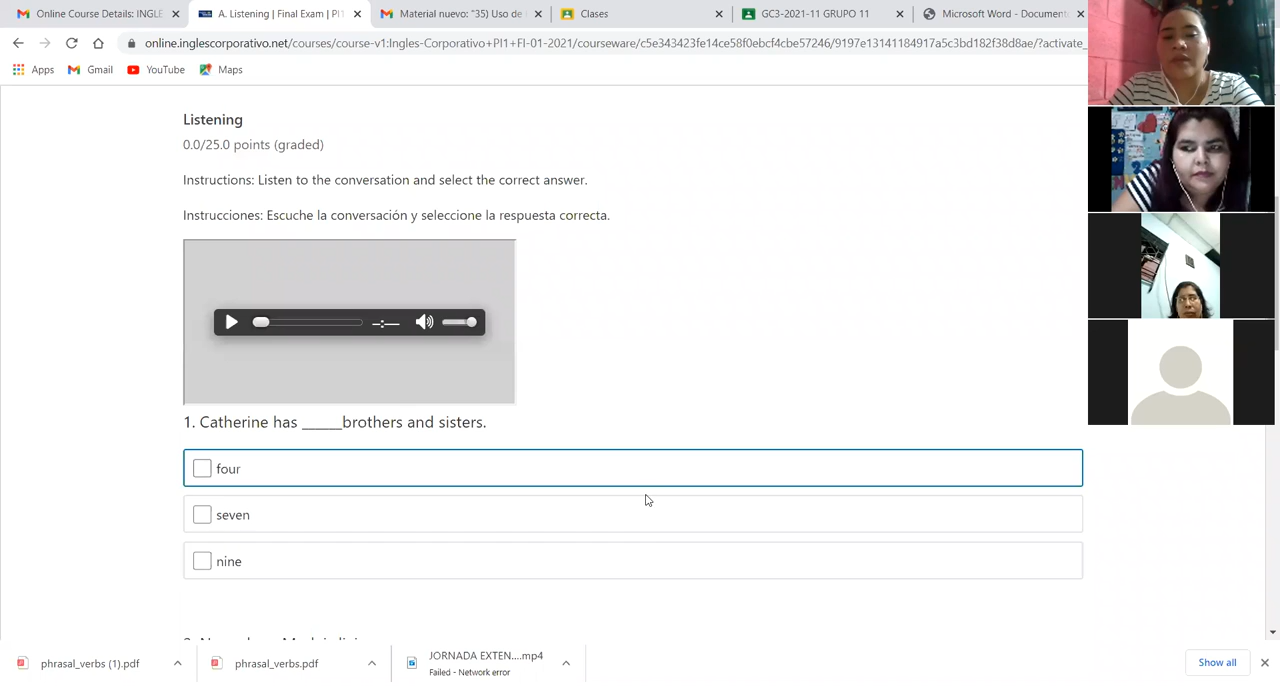 Online Course Details: INGLE
A. Listening | Final Exam | PI1
Material nuevo: "35) Uso de
Clases
GC3-2021-11 GRUPO 11
Microsoft Word - Document
online.inglescorporativo.net/courses/course-v1:Ingles-Corporativo+PI1+FI-01-2021/courseware/c5e343423fe14ce58f0ebcf4cbe57246/9197e13141184917a5c3bd182f38d8ae/?activate_
Apps
Gmail
YouTube
Maps
Listening
0.0/25.0 points (graded)
Instructions: Listen to the conversation and select the correct answer.
Instrucciones: Escuche la conversación y seleccione la respuesta correcta.
--:--
1. Catherine has ______brothers and sisters.
four
seven
nine
phrasal_verbs (1).pdf
phrasal_verbs.pdf
JORNADA EXTEN....mp4
Failed - Network error
Show all